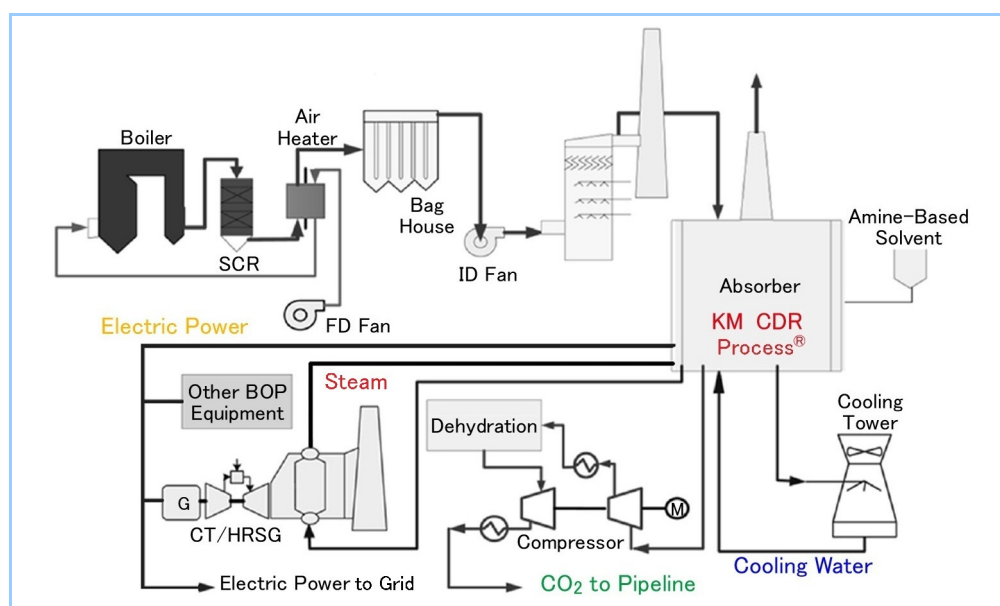 Boiler
Air
Heater
Bag
House
SCR
ID Fan
FD Fan
Amine-Based
Solvent
Absorber
KM CDR
Process®
Electric Power
Steam
Other BOP
Equipment
Dehydration
Cooling
Tower
G
M
CT/HRSG
Compressor
Cooling Water
Electric Power to Grid
CO₂ to Pipeline